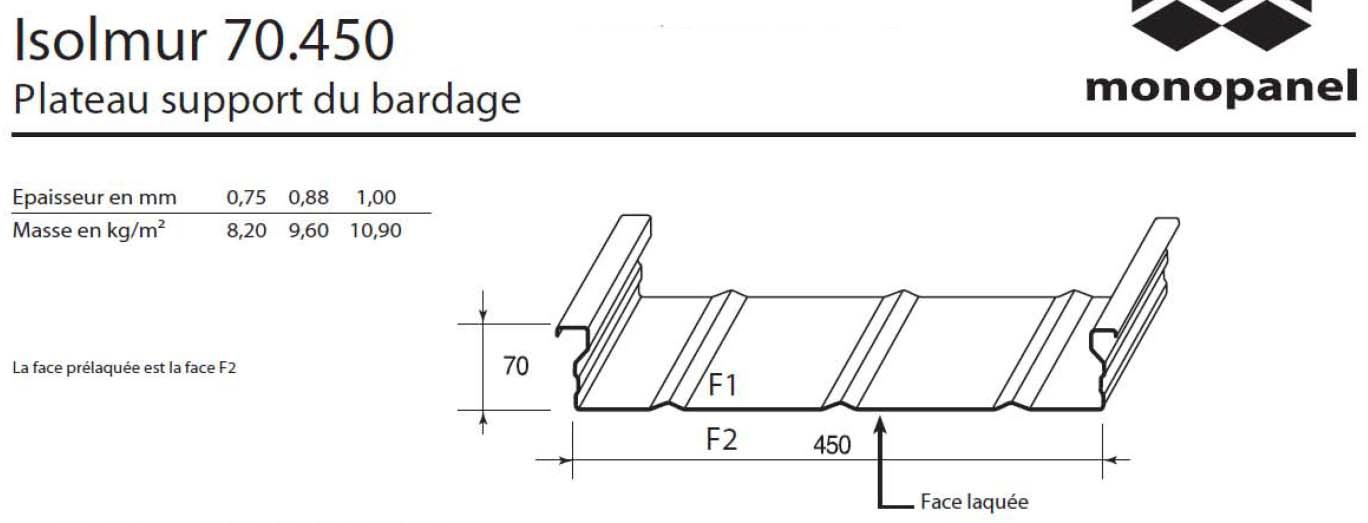 Isolmur 70.450
Plateau support du bardage
monopanel
Epaisseur en mm 0,75 0,88 1,00
Masse en kg/m² 8,20 9,60 10,90
La face prélaquée est la face F2
70
F1
F2
450
Face laquée